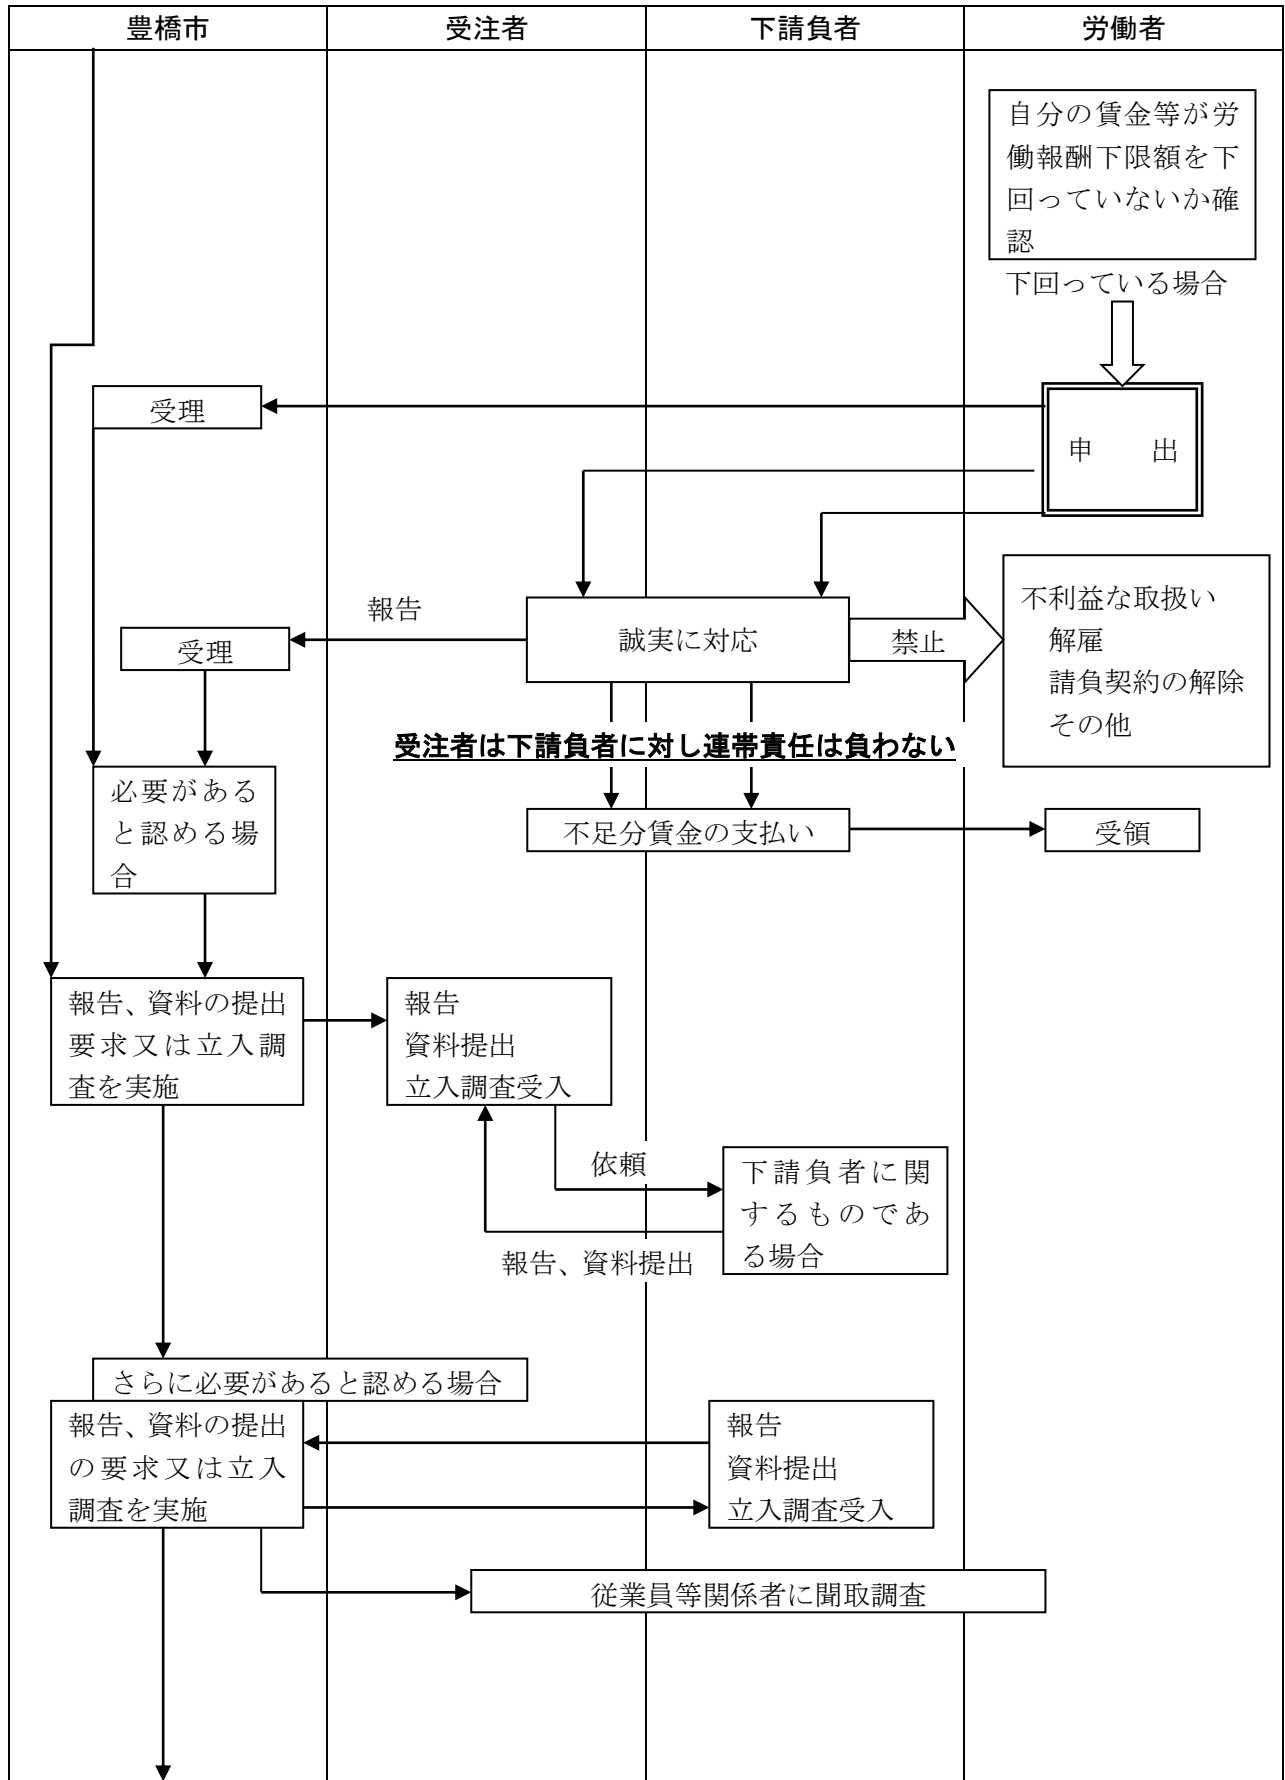 豊橋市
受注者
下請負者
労働者
自分の賃金等が労
働報酬下限額を下
回っていないか確
認
下回っている場合
受理
申　　出
報告
受理
誠実に対応
禁止
不利益な取扱い
解雇
請負契約の解除
その他
受注者は下請負者に対し連帯責任は負わない
必要がある
と認める場
合
不足分賃金の支払い
受領
報告、資料の提出
要求又は立入調
査を実施
報告
資料提出
立入調査受入
依頼
下請負者に関
するものであ
る場合
報告、資料提出
さらに必要があると認める場合
報告、資料の提出
の要求又は立入
調査を実施
報告
資料提出
立入調査受入
従業員等関係者に聞取調査